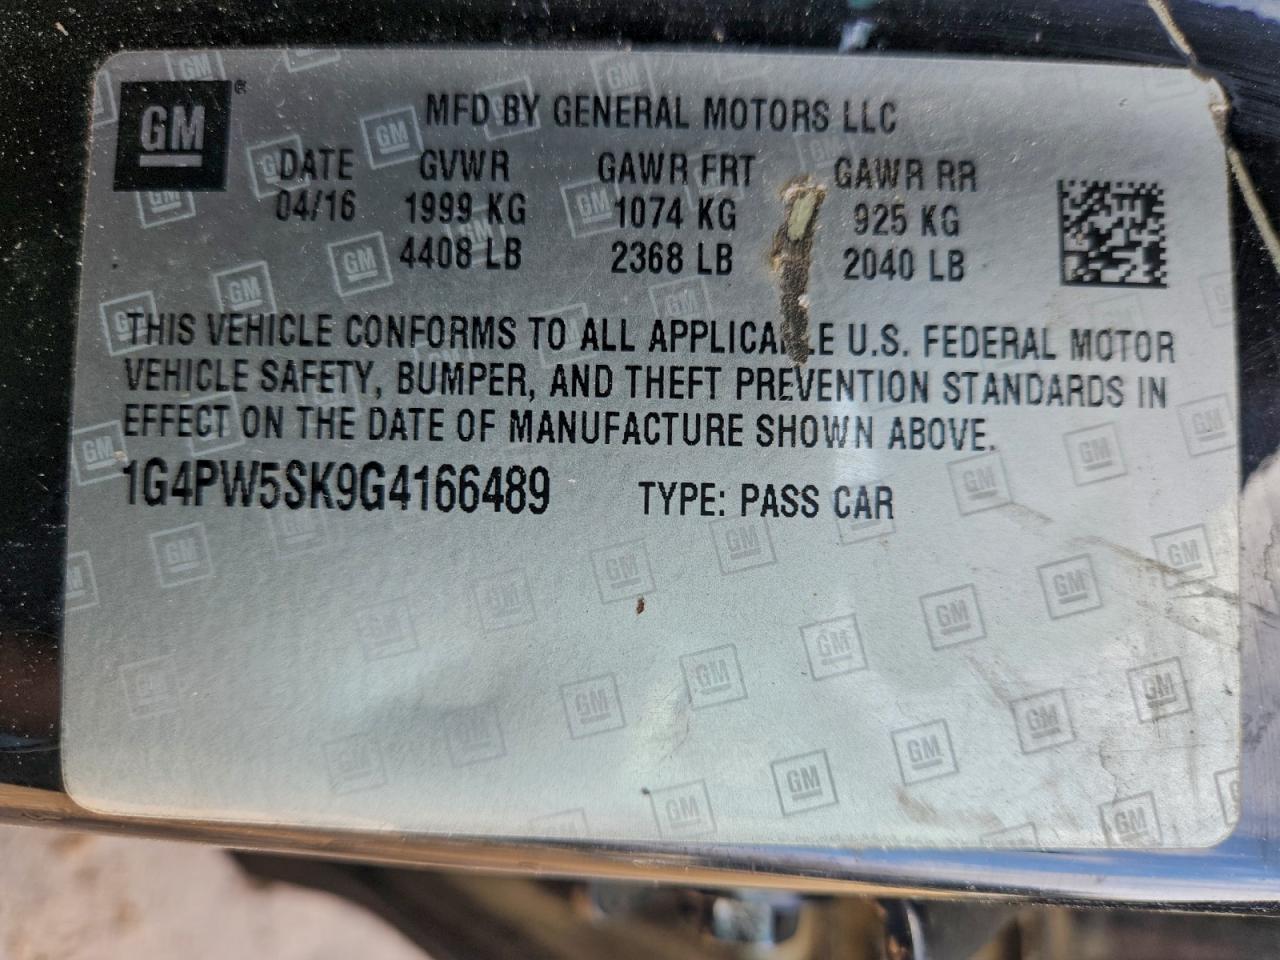 GM ®
MFD BY GENERAL MOTORS LLC
DATE GVWR GAWR FRT GAWR RR
04/16 1999 KG 1074 KG 925 KG
4408 LB 2368 LB 2040 LB
THIS VEHICLE CONFORMS TO ALL APPLICABLE U.S. FEDERAL MOTOR
VEHICLE SAFETY, BUMPER, AND THEFT PREVENTION STANDARDS IN
EFFECT ON THE DATE OF MANUFACTURE SHOWN ABOVE.
1G4PW5SK9G4166489 TYPE: PASS CAR